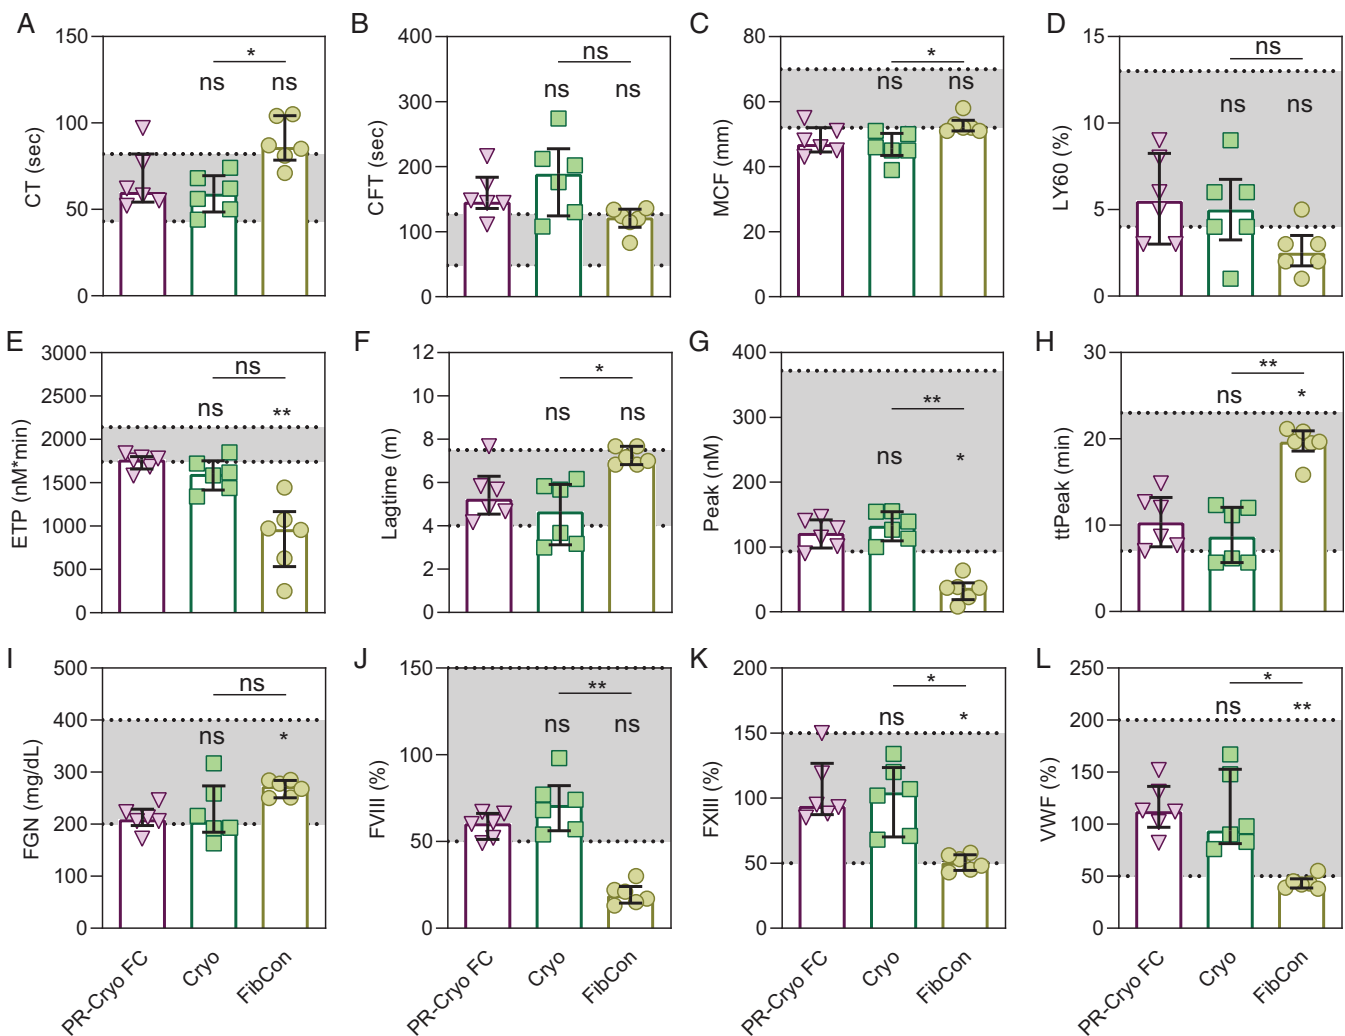 A
CT (sec)
150
100
50
0
*
ns
ns
B
CFT (sec)
400
300
200
100
0
ns
ns
ns
C
MCF (mm)
80
60
40
20
0
*
ns
ns
D
LY60 (%)
15
10
5
0
ns
ns
ns
E
ETP (nM*min)
3000
2000
1500
1000
500
0
ns
ns
**
F
Lagtime (m)
12
10
8
6
4
2
0
*
ns
ns
G
Peak (nM)
400
300
200
100
0
**
ns
*
H
ttPeak (min)
30
20
10
0
**
ns
*
I
FGN (mg/dL)
500
400
300
200
100
0
ns
ns
*
J
FVIII (%)
150
100
50
0
**
ns
ns
K
FXIII (%)
200
150
100
50
0
*
ns
*
L
VWF (%)
250
200
150
100
50
0
*
ns
**
PR-Cryo FC
Cryo
FibCon
PR-Cryo FC
Cryo
FibCon
PR-Cryo FC
Cryo
FibCon
PR-Cryo FC
Cryo
FibCon